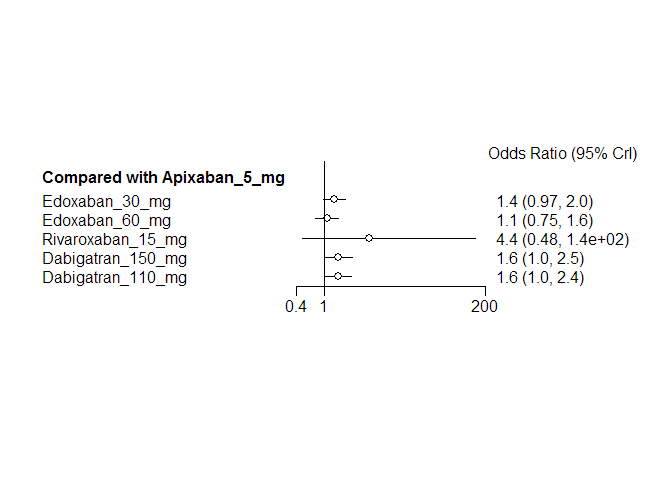 Odds Ratio (95% CrI)
Compared with Apixaban_5_mg
Edoxaban_30_mg 1.4 (0.97, 2.0)
Edoxaban_60_mg 1.1 (0.75, 1.6)
Rivaroxaban_15_mg 4.4 (0.48, 1.4e+02)
Dabigatran_150_mg 1.6 (1.0, 2.5)
Dabigatran_110_mg 1.6 (1.0, 2.4)
0.4 1 200